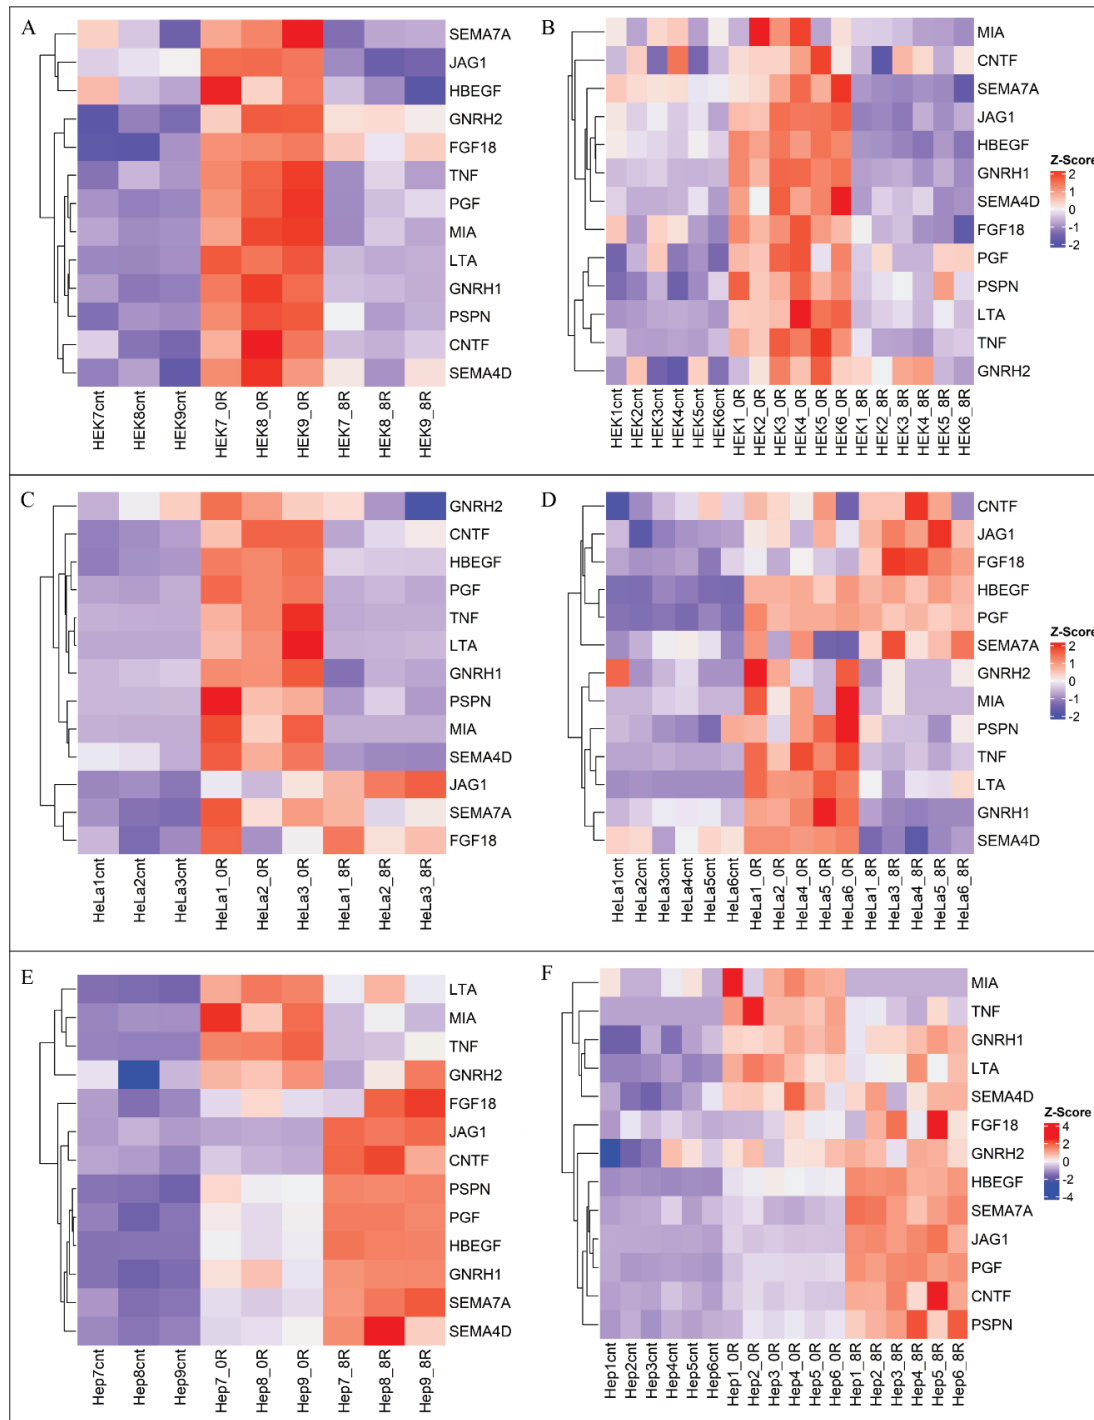 A
SEMA7A
JAG1
HBEGF
GNRH2
FGF18
TNF
PGF
MIA
LTA
GNRH1
PSPN
CNTF
SEMA4D
HEK7cnt
HEK8cnt
HEK9cnt
HEK7_0R
HEK8_0R
HEK9_0R
HEK7_8R
HEK8_8R
HEK9_8R
B
MIA
CNTF
SEMA7A
JAG1
HBEGF
GNRH1
SEMA4D
FGF18
PGF
PSPN
LTA
TNF
GNRH2
HEK1cnt
HEK2cnt
HEK3cnt
HEK4cnt
HEK5cnt
HEK6cnt
HEK1_0R
HEK2_0R
HEK3_0R
HEK4_0R
HEK5_0R
HEK6_0R
HEK1_8R
HEK2_8R
HEK3_8R
HEK4_8R
HEK5_8R
HEK6_8R
Z-Score
2
1
0
-1
-2
C
GNRH2
CNTF
HBEGF
PGF
TNF
LTA
GNRH1
PSPN
MIA
SEMA4D
JAG1
SEMA7A
FGF18
HeLa1cnt
HeLa2cnt
HeLa3cnt
HeLa1_0R
HeLa2_0R
HeLa3_0R
HeLa1_8R
HeLa2_8R
HeLa3_8R
D
CNTF
JAG1
FGF18
HBEGF
PGF
SEMA7A
GNRH2
MIA
PSPN
TNF
LTA
GNRH1
SEMA4D
HeLa1cnt
HeLa2cnt
HeLa3cnt
HeLa4cnt
HeLa5cnt
HeLa6cnt
HeLa1_0R
HeLa2_0R
HeLa4_0R
HeLa5_0R
HeLa6_0R
HeLa1_8R
HeLa3_8R
HeLa4_8R
HeLa5_8R
HeLa6_8R
Z-Score
2
1
0
-1
-2
E
LTA
MIA
TNF
GNRH2
FGF18
JAG1
CNTF
PSPN
PGF
HBEGF
GNRH1
SEMA7A
SEMA4D
Hep7cnt
Hep8cnt
Hep9cnt
Hep7_0R
Hep8_0R
Hep9_0R
Hep7_8R
Hep8_8R
Hep9_8R
F
MIA
TNF
GNRH1
LTA
SEMA4D
FGF18
GNRH2
HBEGF
SEMA7A
JAG1
PGF
CNTF
PSPN
Hep1cnt
Hep2cnt
Hep3cnt
Hep4cnt
Hep5cnt
Hep6cnt
Hep1_0R
Hep2_0R
Hep3_0R
Hep4_0R
Hep5_0R
Hep6_0R
Hep1_8R
Hep2_8R
Hep3_8R
Hep4_8R
Hep5_8R
Hep6_8R
Z-Score
4
2
0
-2
-4